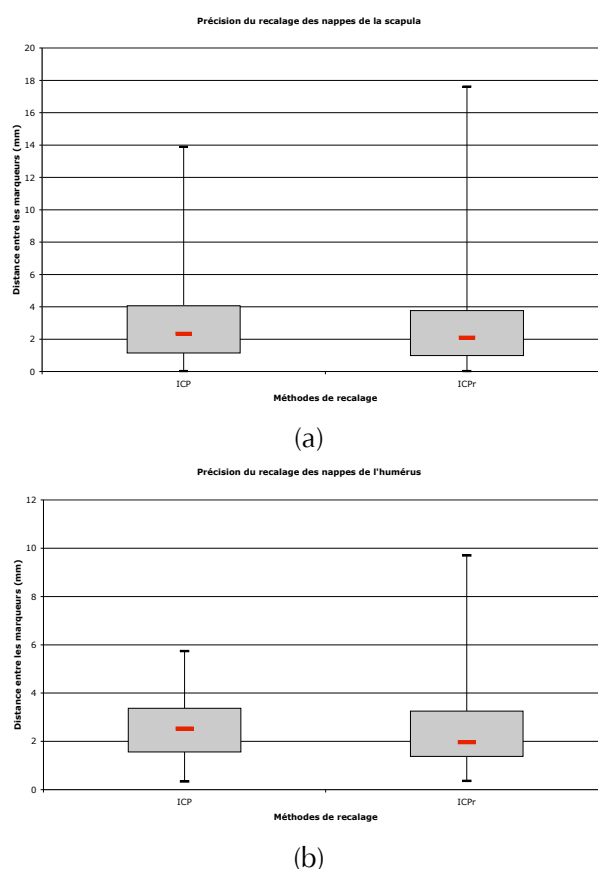 Précision du recalage des nappes de la scapula
20
18
16
14
12
10
8
6
4
2
0
Distance entre les marqueurs (mm)
ICP
ICPr
Méthodes de recalage
(a)
Précision du recalage des nappes de l'humérus
12
10
8
6
4
2
0
Distance entre les marqueurs (mm)
ICP
ICPr
Méthodes de recalage
(b)